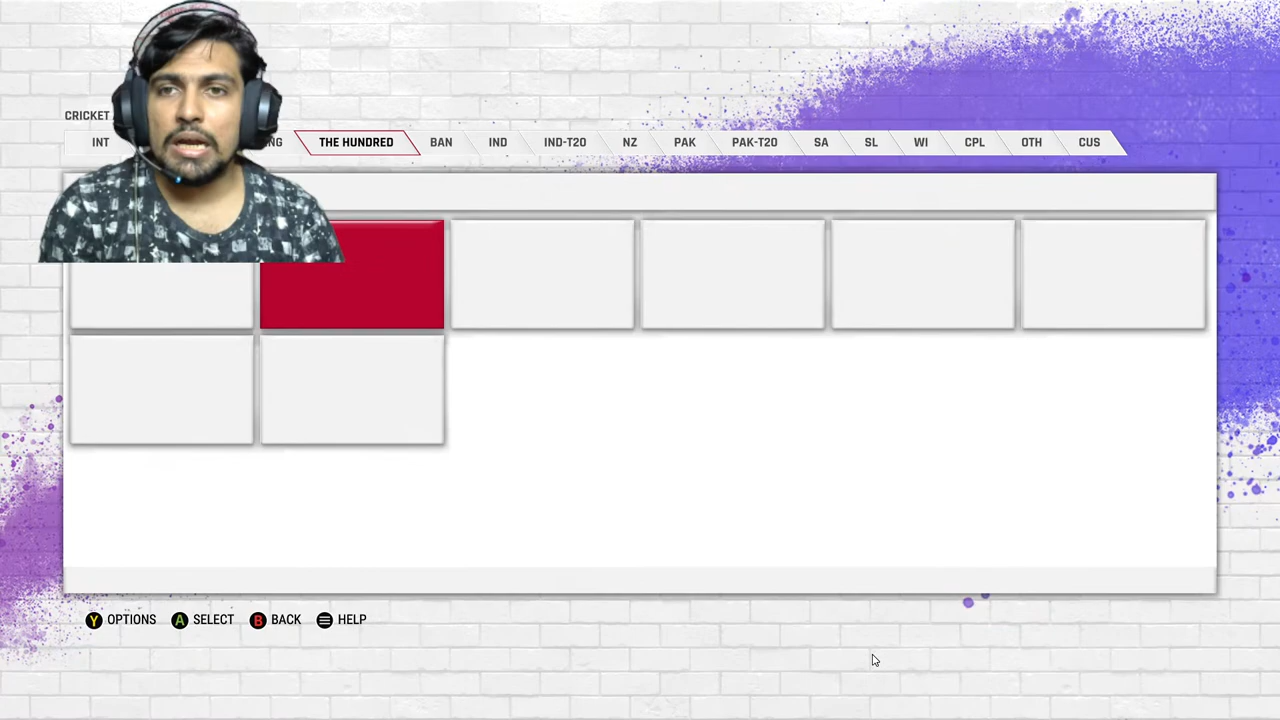 CRICKET
INT THE HUNDRED BAN IND IND-T20 NZ PAK PAK-T20 SA SL WI CPL OTH CUS
Y OPTIONS A SELECT B BACK HELP